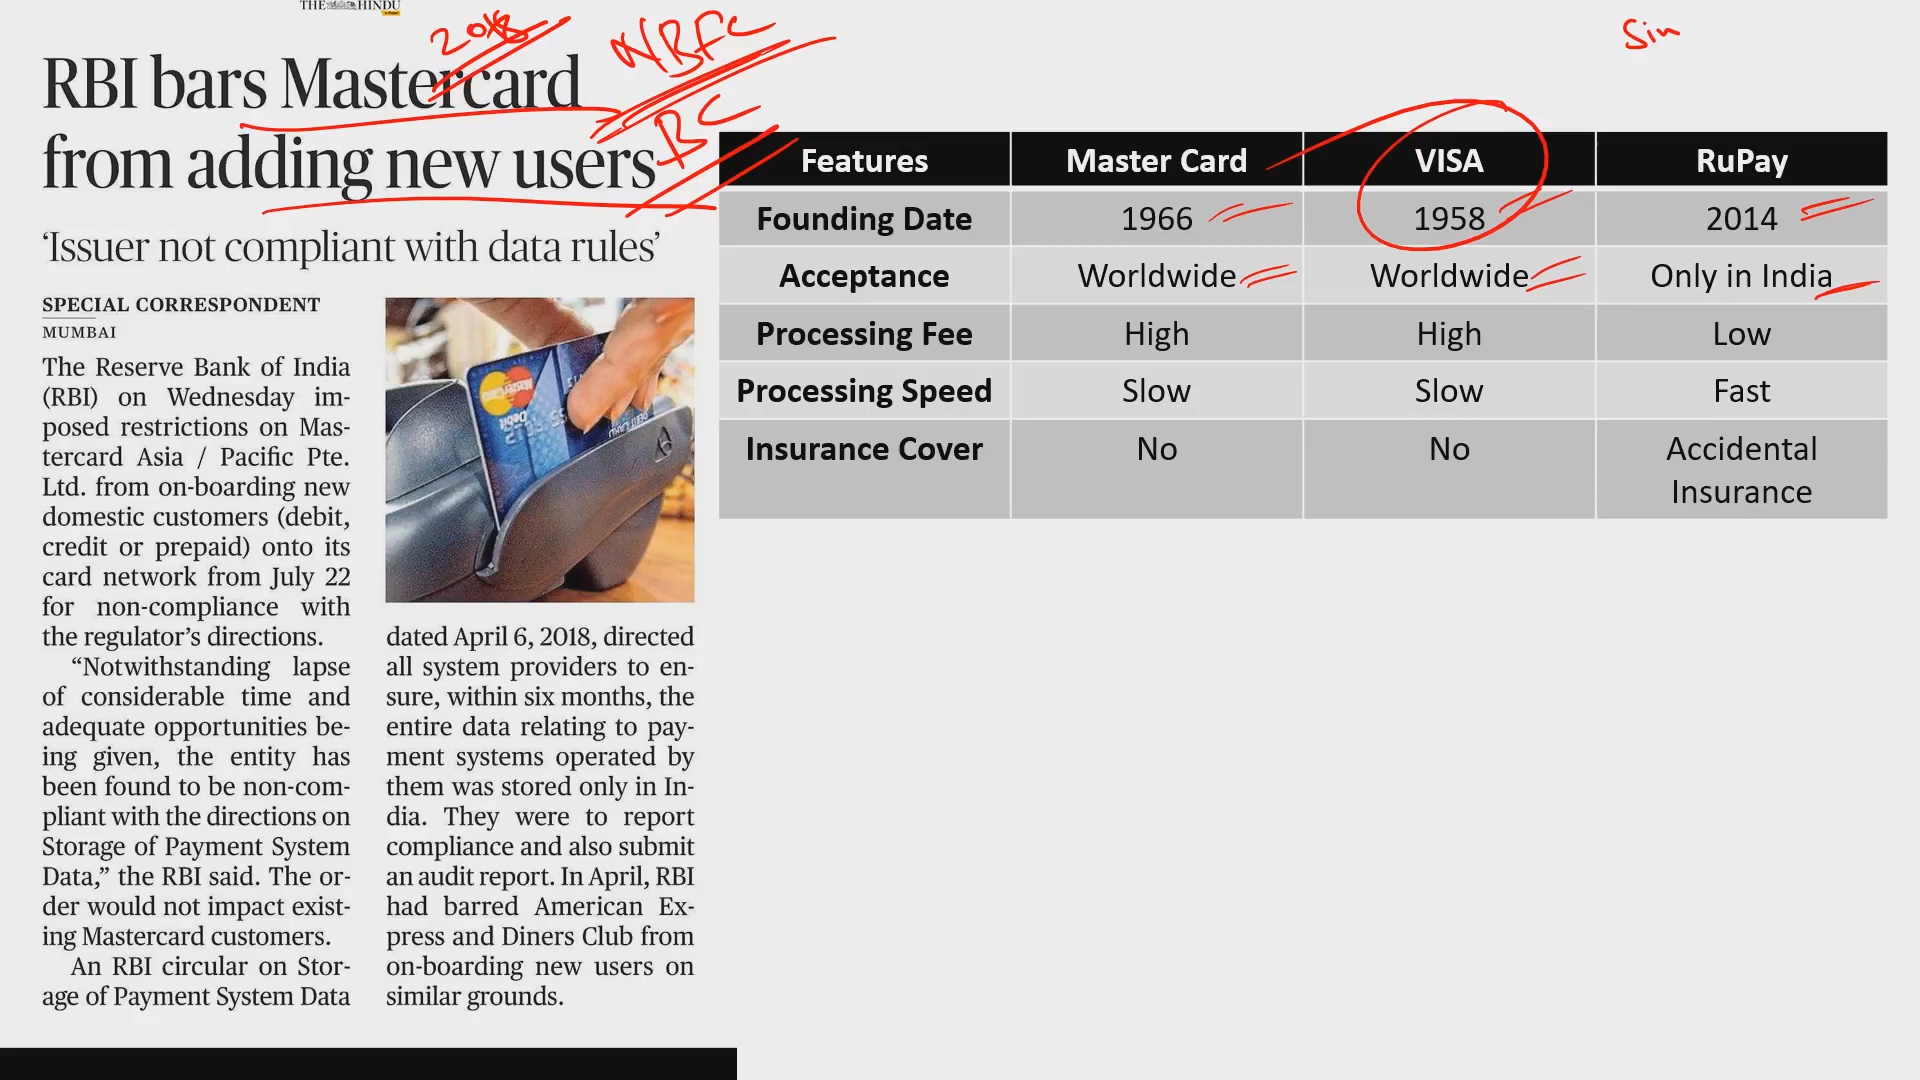 THE HINDU
2018
NBFC
Sin
RBI bars Mastercard
BC
from adding new users
‘Issuer not compliant with data rules’
SPECIAL CORRESPONDENT
MUMBAI
The Reserve Bank of India
(RBI) on Wednesday im-
posed restrictions on Mas-
tercard Asia / Pacific Pte.
Ltd. from on-boarding new
domestic customers (debit,
credit or prepaid) onto its
card network from July 22
for non-compliance with
the regulator’s directions.
“Notwithstanding lapse
of considerable time and
adequate opportunities be-
ing given, the entity has
been found to be non-com-
pliant with the directions on
Storage of Payment System
Data,” the RBI said. The or-
der would not impact exist-
ing Mastercard customers.
An RBI circular on Stor-
age of Payment System Data
dated April 6, 2018, directed
all system providers to en-
sure, within six months, the
entire data relating to pay-
ment systems operated by
them was stored only in In-
dia. They were to report
compliance and also submit
an audit report. In April, RBI
had barred American Ex-
press and Diners Club from
on-boarding new users on
similar grounds.
Features Master Card VISA RuPay
Founding Date 1966 1958 2014
Acceptance Worldwide Worldwide Only in India
Processing Fee High High Low
Processing Speed Slow Slow Fast
Insurance Cover No No Accidental
Insurance